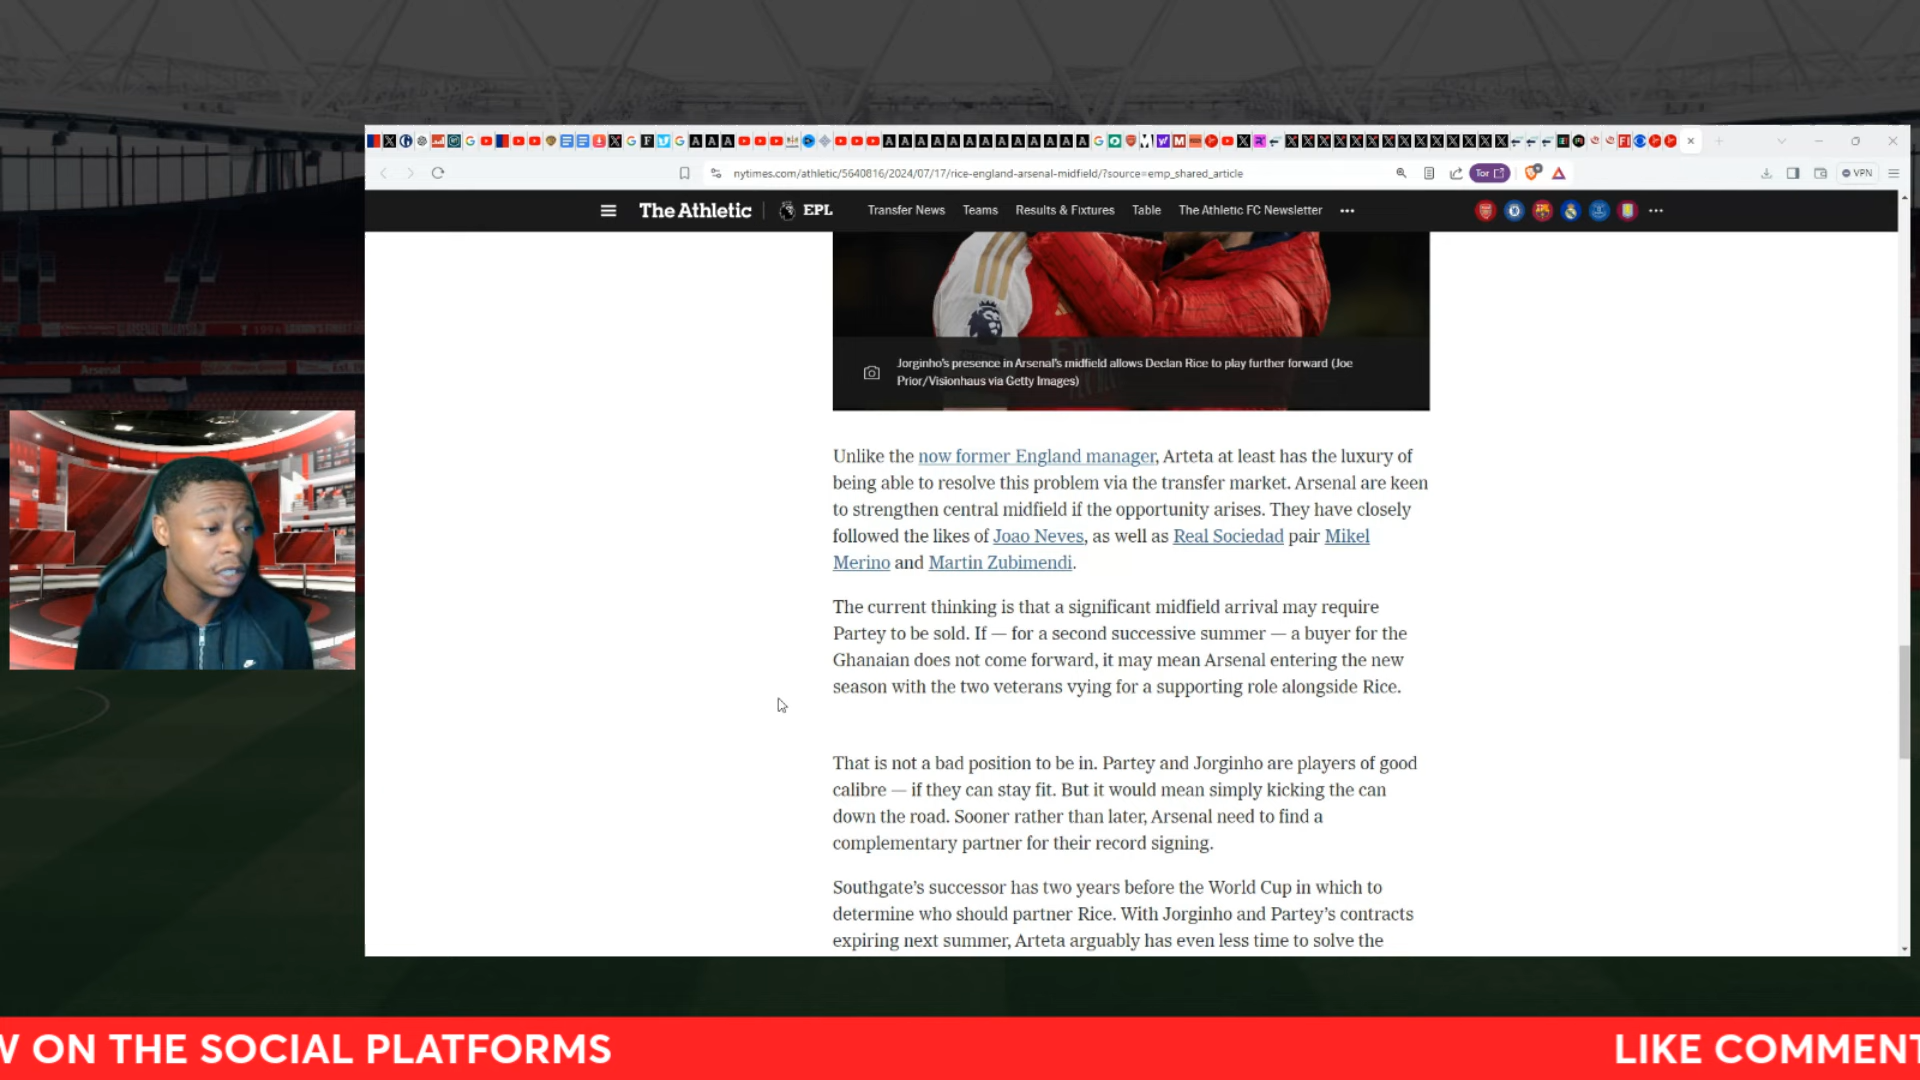 nytimes.com/athletic/5640816/2024/07/17/rice-england-arsenal-midfield/?source=emp_shared_article
Tor
VPN
The Athletic
EPL
Transfer News
Teams
Results & Fixtures
Table
The Athletic FC Newsletter
Jorginho's presence in Arsenal's midfield allows Declan Rice to play further forward (Joe
Prior/Visionhaus via Getty Images)
Arsenal
Unlike the now former England manager, Arteta at least has the luxury of
being able to resolve this problem via the transfer market. Arsenal are keen
to strengthen central midfield if the opportunity arises. They have closely
followed the likes of Joao Neves, as well as Real Sociedad pair Mikel
Merino and Martin Zubimendi.
The current thinking is that a significant midfield arrival may require
Partey to be sold. If — for a second successive summer — a buyer for the
Ghanaian does not come forward, it may mean Arsenal entering the new
season with the two veterans vying for a supporting role alongside Rice.
That is not a bad position to be in. Partey and Jorginho are players of good
calibre — if they can stay fit. But it would mean simply kicking the can
down the road. Sooner rather than later, Arsenal need to find a
complementary partner for their record signing.
Southgate's successor has two years before the World Cup in which to
determine who should partner Rice. With Jorginho and Partey's contracts
expiring next summer, Arteta arguably has even less time to solve the
W ON THE SOCIAL PLATFORMS
LIKE COMMENT